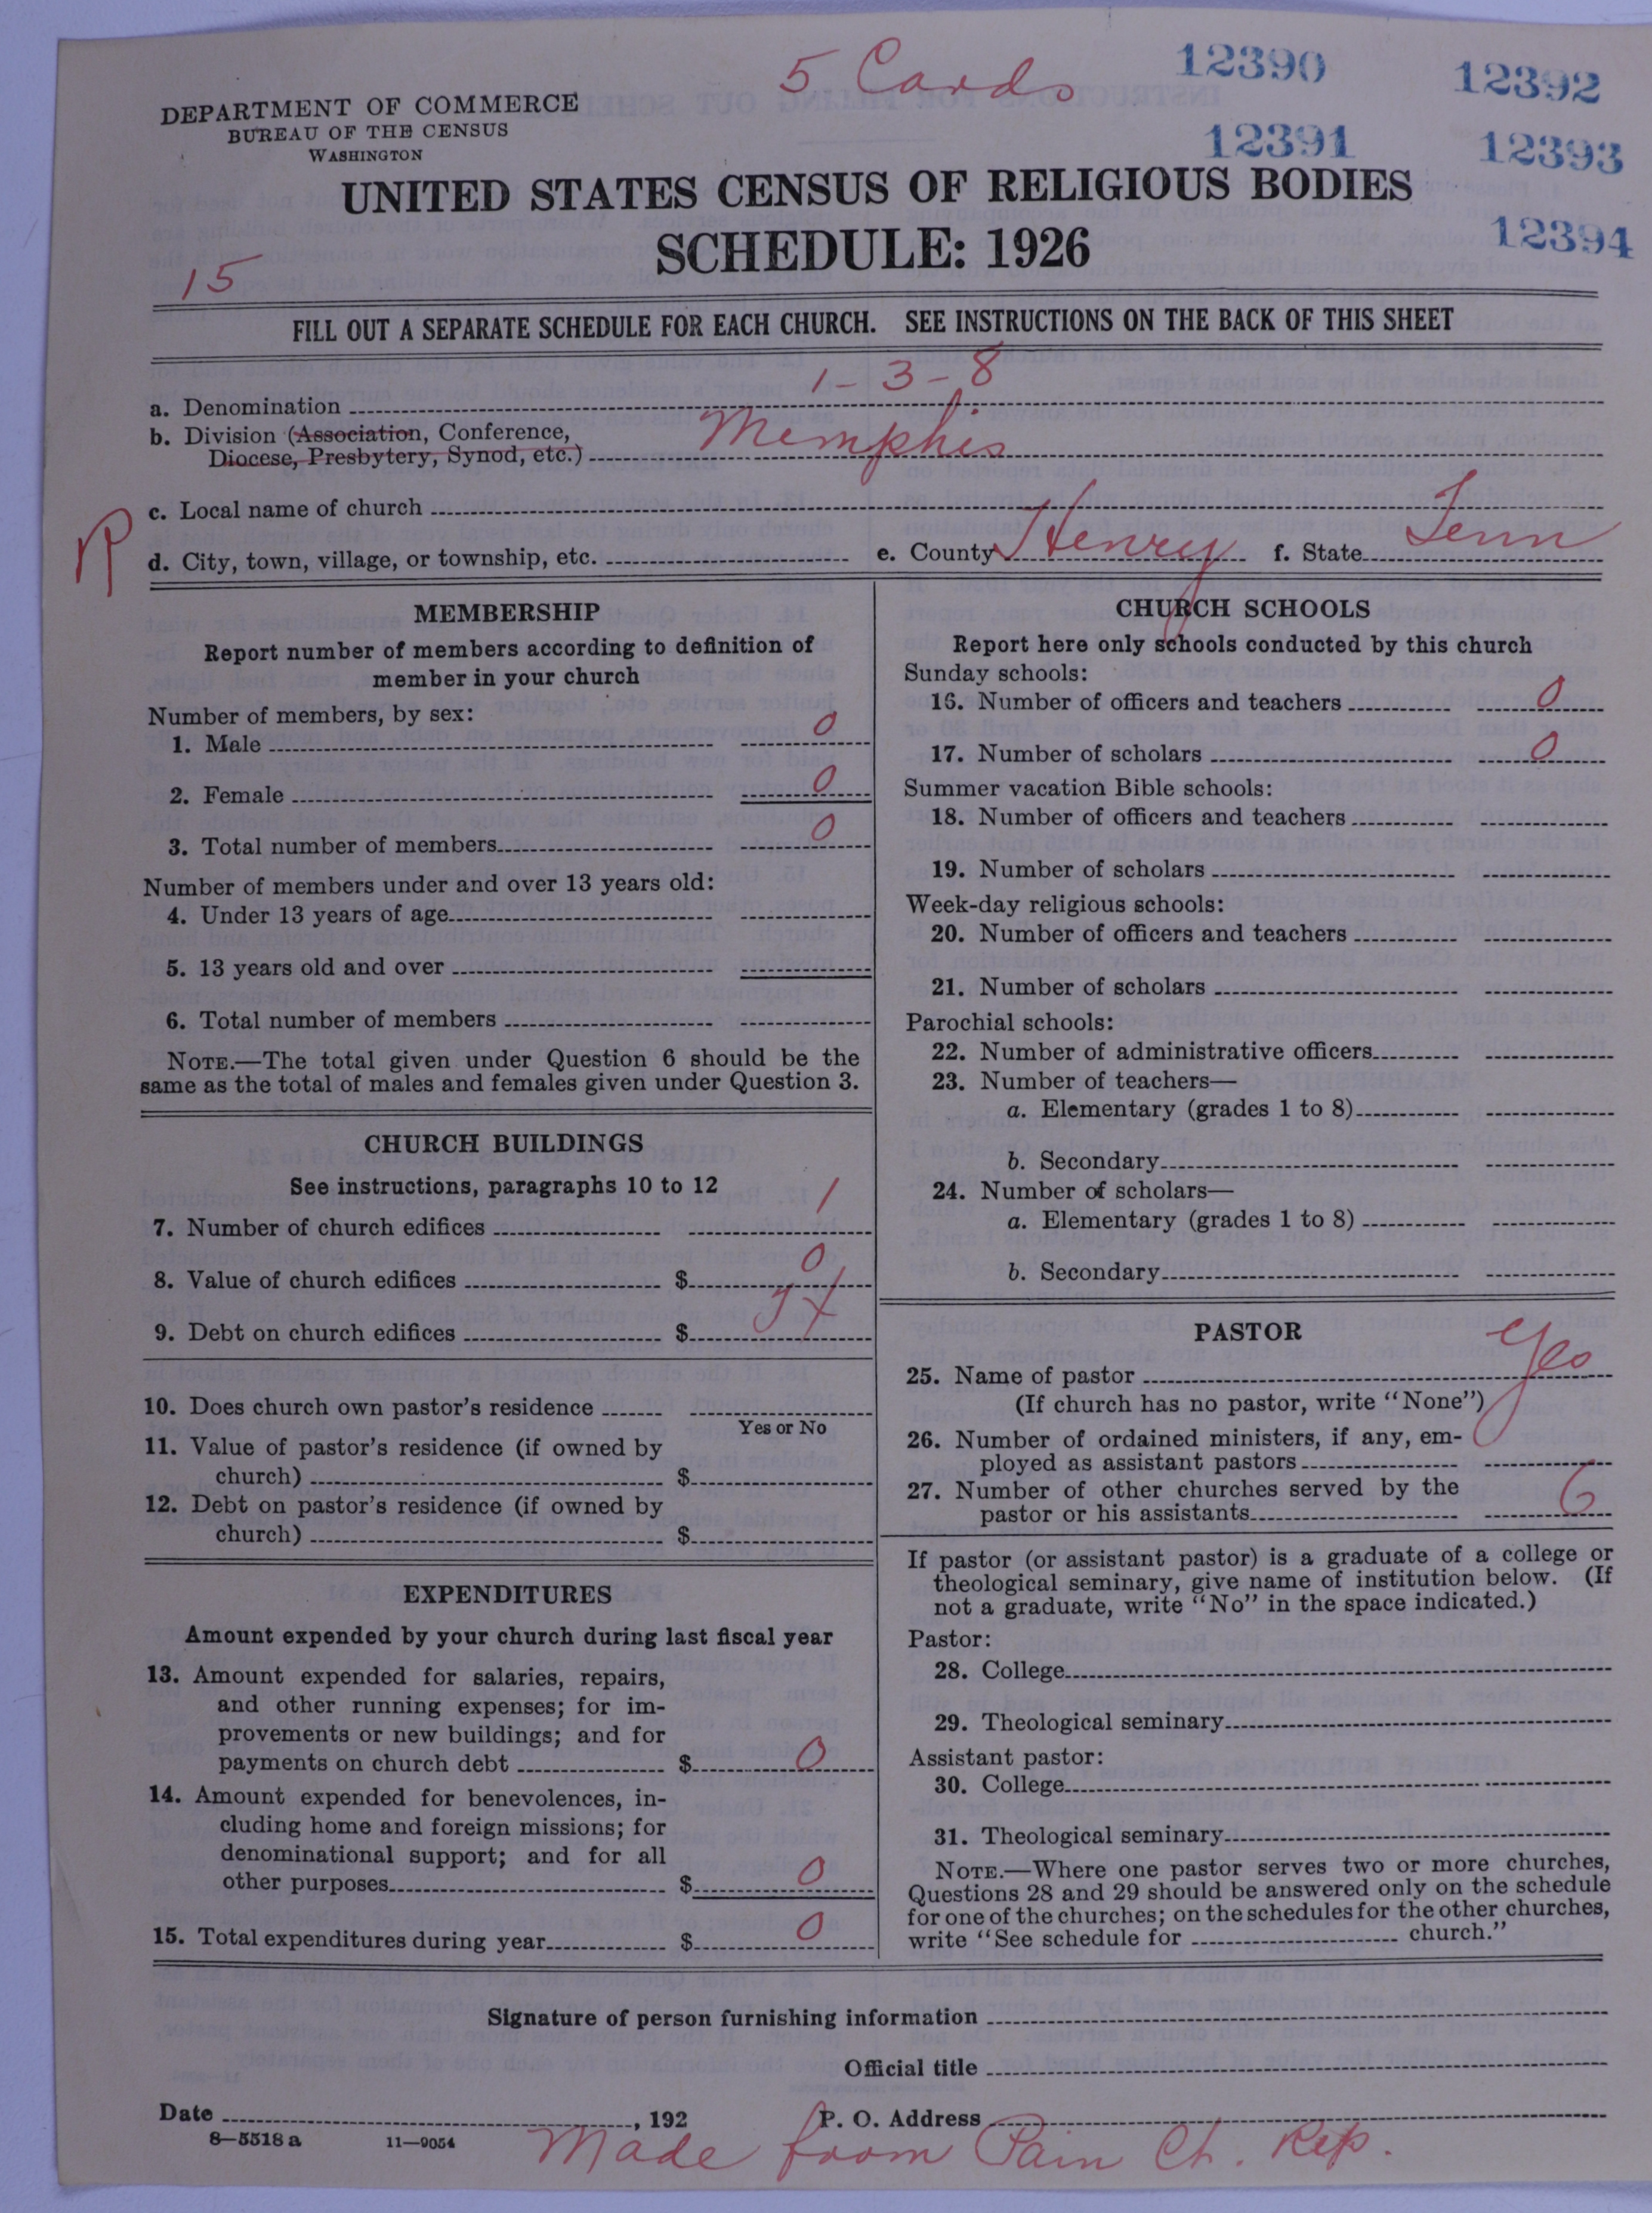 5 Cards
12390
12392
12391
12393
12394
DEPARTMENT OF COMMERCE
BUREAU OF THE CENSUS
WASHINGTON
UNITED STATES CENSUS OF RELIGIOUS BODIES
SCHEDULE: 1926
15
FILL OUT A SEPARATE SCHEDULE FOR EACH CHURCH. SEE INSTRUCTIONS ON THE BACK OF THIS SHEET
a. Denomination 1-3-8
b. Division (Association, Conference, Diocese, Presbytery, Synod, etc.) Memphis
c. Local name of church
R
d. City, town, village, or township, etc. e. County Henry f. State Tenn
MEMBERSHIP
Report number of members according to definition of
member in your church
Number of members, by sex:
1. Male 0
2. Female 0
3. Total number of members 0
Number of members under and over 13 years old:
4. Under 13 years of age
5. 13 years old and over
6. Total number of members
NOTE.—The total given under Question 6 should be the
same as the total of males and females given under Question 3.
CHURCH BUILDINGS
See instructions, paragraphs 10 to 12
7. Number of church edifices 1
8. Value of church edifices $ 0
9. Debt on church edifices $
10. Does church own pastor's residence
Yes or No
11. Value of pastor's residence (if owned by
church) $
12. Debt on pastor's residence (if owned by
church) $
EXPENDITURES
Amount expended by your church during last fiscal year
13. Amount expended for salaries, repairs,
and other running expenses; for im-
provements or new buildings; and for
payments on church debt $ 0
14. Amount expended for benevolences, in-
cluding home and foreign missions; for
denominational support; and for all
other purposes $ 0
15. Total expenditures during year $ 0
CHURCH SCHOOLS
Report here only schools conducted by this church
Sunday schools:
16. Number of officers and teachers 0
17. Number of scholars 0
Summer vacation Bible schools:
18. Number of officers and teachers
19. Number of scholars
Week-day religious schools:
20. Number of officers and teachers
21. Number of scholars
Parochial schools:
22. Number of administrative officers
23. Number of teachers—
a. Elementary (grades 1 to 8)
b. Secondary
24. Number of scholars—
a. Elementary (grades 1 to 8)
b. Secondary
PASTOR
25. Name of pastor Yes
(If church has no pastor, write "None")
26. Number of ordained ministers, if any, em-
ployed as assistant pastors
27. Number of other churches served by the
pastor or his assistants 6
If pastor (or assistant pastor) is a graduate of a college or
theological seminary, give name of institution below. (If
not a graduate, write "No" in the space indicated.)
Pastor:
28. College
29. Theological seminary
Assistant pastor:
30. College
31. Theological seminary
NOTE.—Where one pastor serves two or more churches,
Questions 28 and 29 should be answered only on the schedule
for one of the churches; on the schedules for the other churches,
write "See schedule for church."
Signature of person furnishing information
Official title
Date , 192 P. O. Address
8—5518 a 11—9054
Made from Pain Ch. Rep.